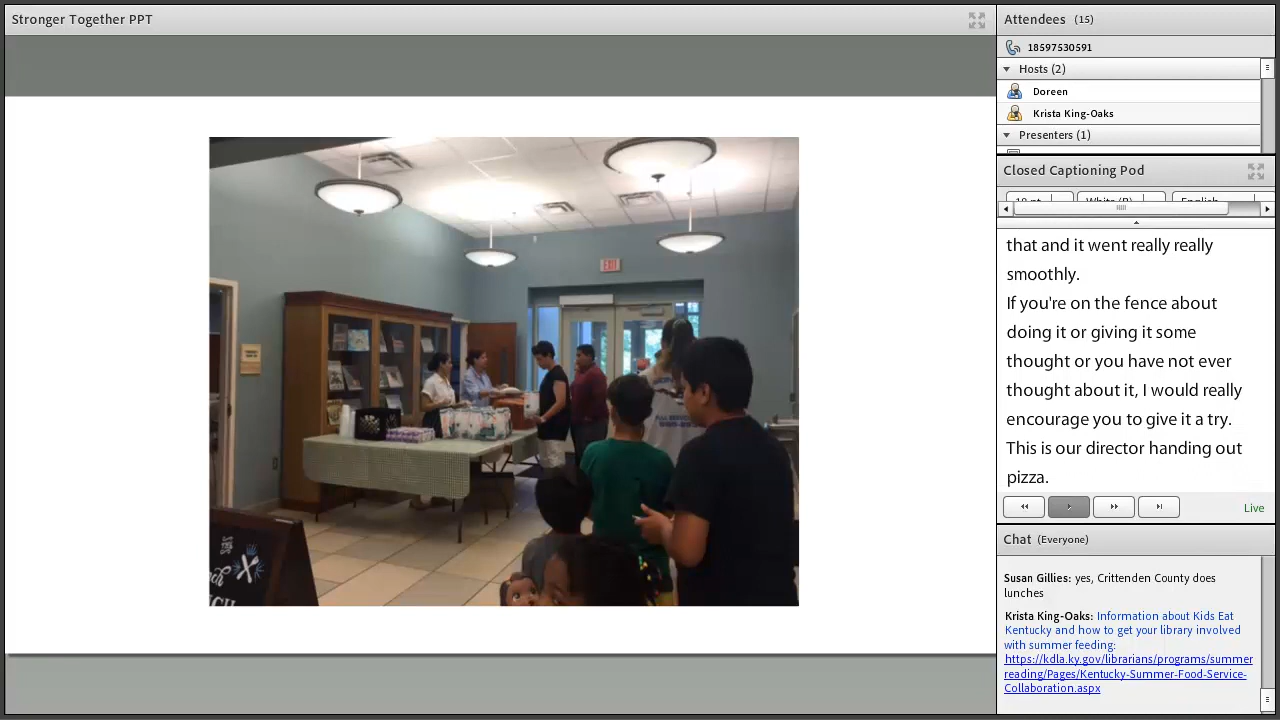 Stronger Together PPT
EXIT
THE
Attendees (15)
18597530591
Hosts (2)
Doreen
Krista King-Oaks
Presenters (1)
Closed Captioning Pod
that and it went really really
smoothly.
If you're on the fence about
doing it or giving it some
thought or you have not ever
thought about it, I would really
encourage you to give it a try.
This is our director handing out
pizza.
Live
Chat (Everyone)
Susan Gillies: yes, Crittenden County does
lunches
Krista King-Oaks: Information about Kids Eat
Kentucky and how to get your library involved
with summer feeding:
https://kdla.ky.gov/librarians/programs/summer
reading/Pages/Kentucky-Summer-Food-Service-
Collaboration.aspx